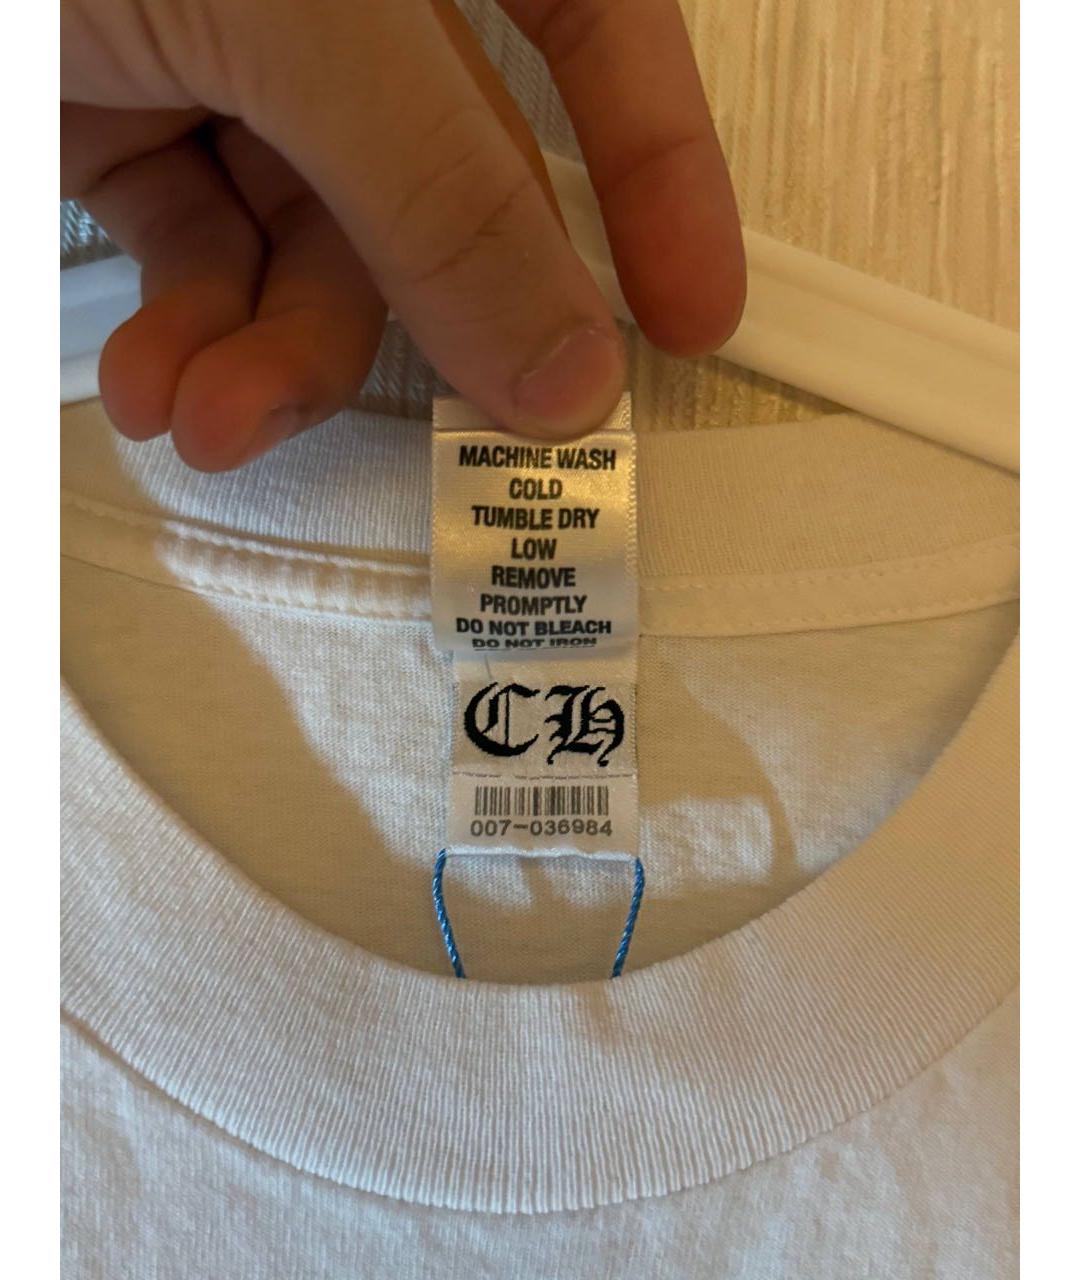 MACHINE WASH
COLD
TUMBLE DRY
LOW
REMOVE
PROMPTLY
DO NOT BLEACH
DO NOT IRON
CH
007-036984